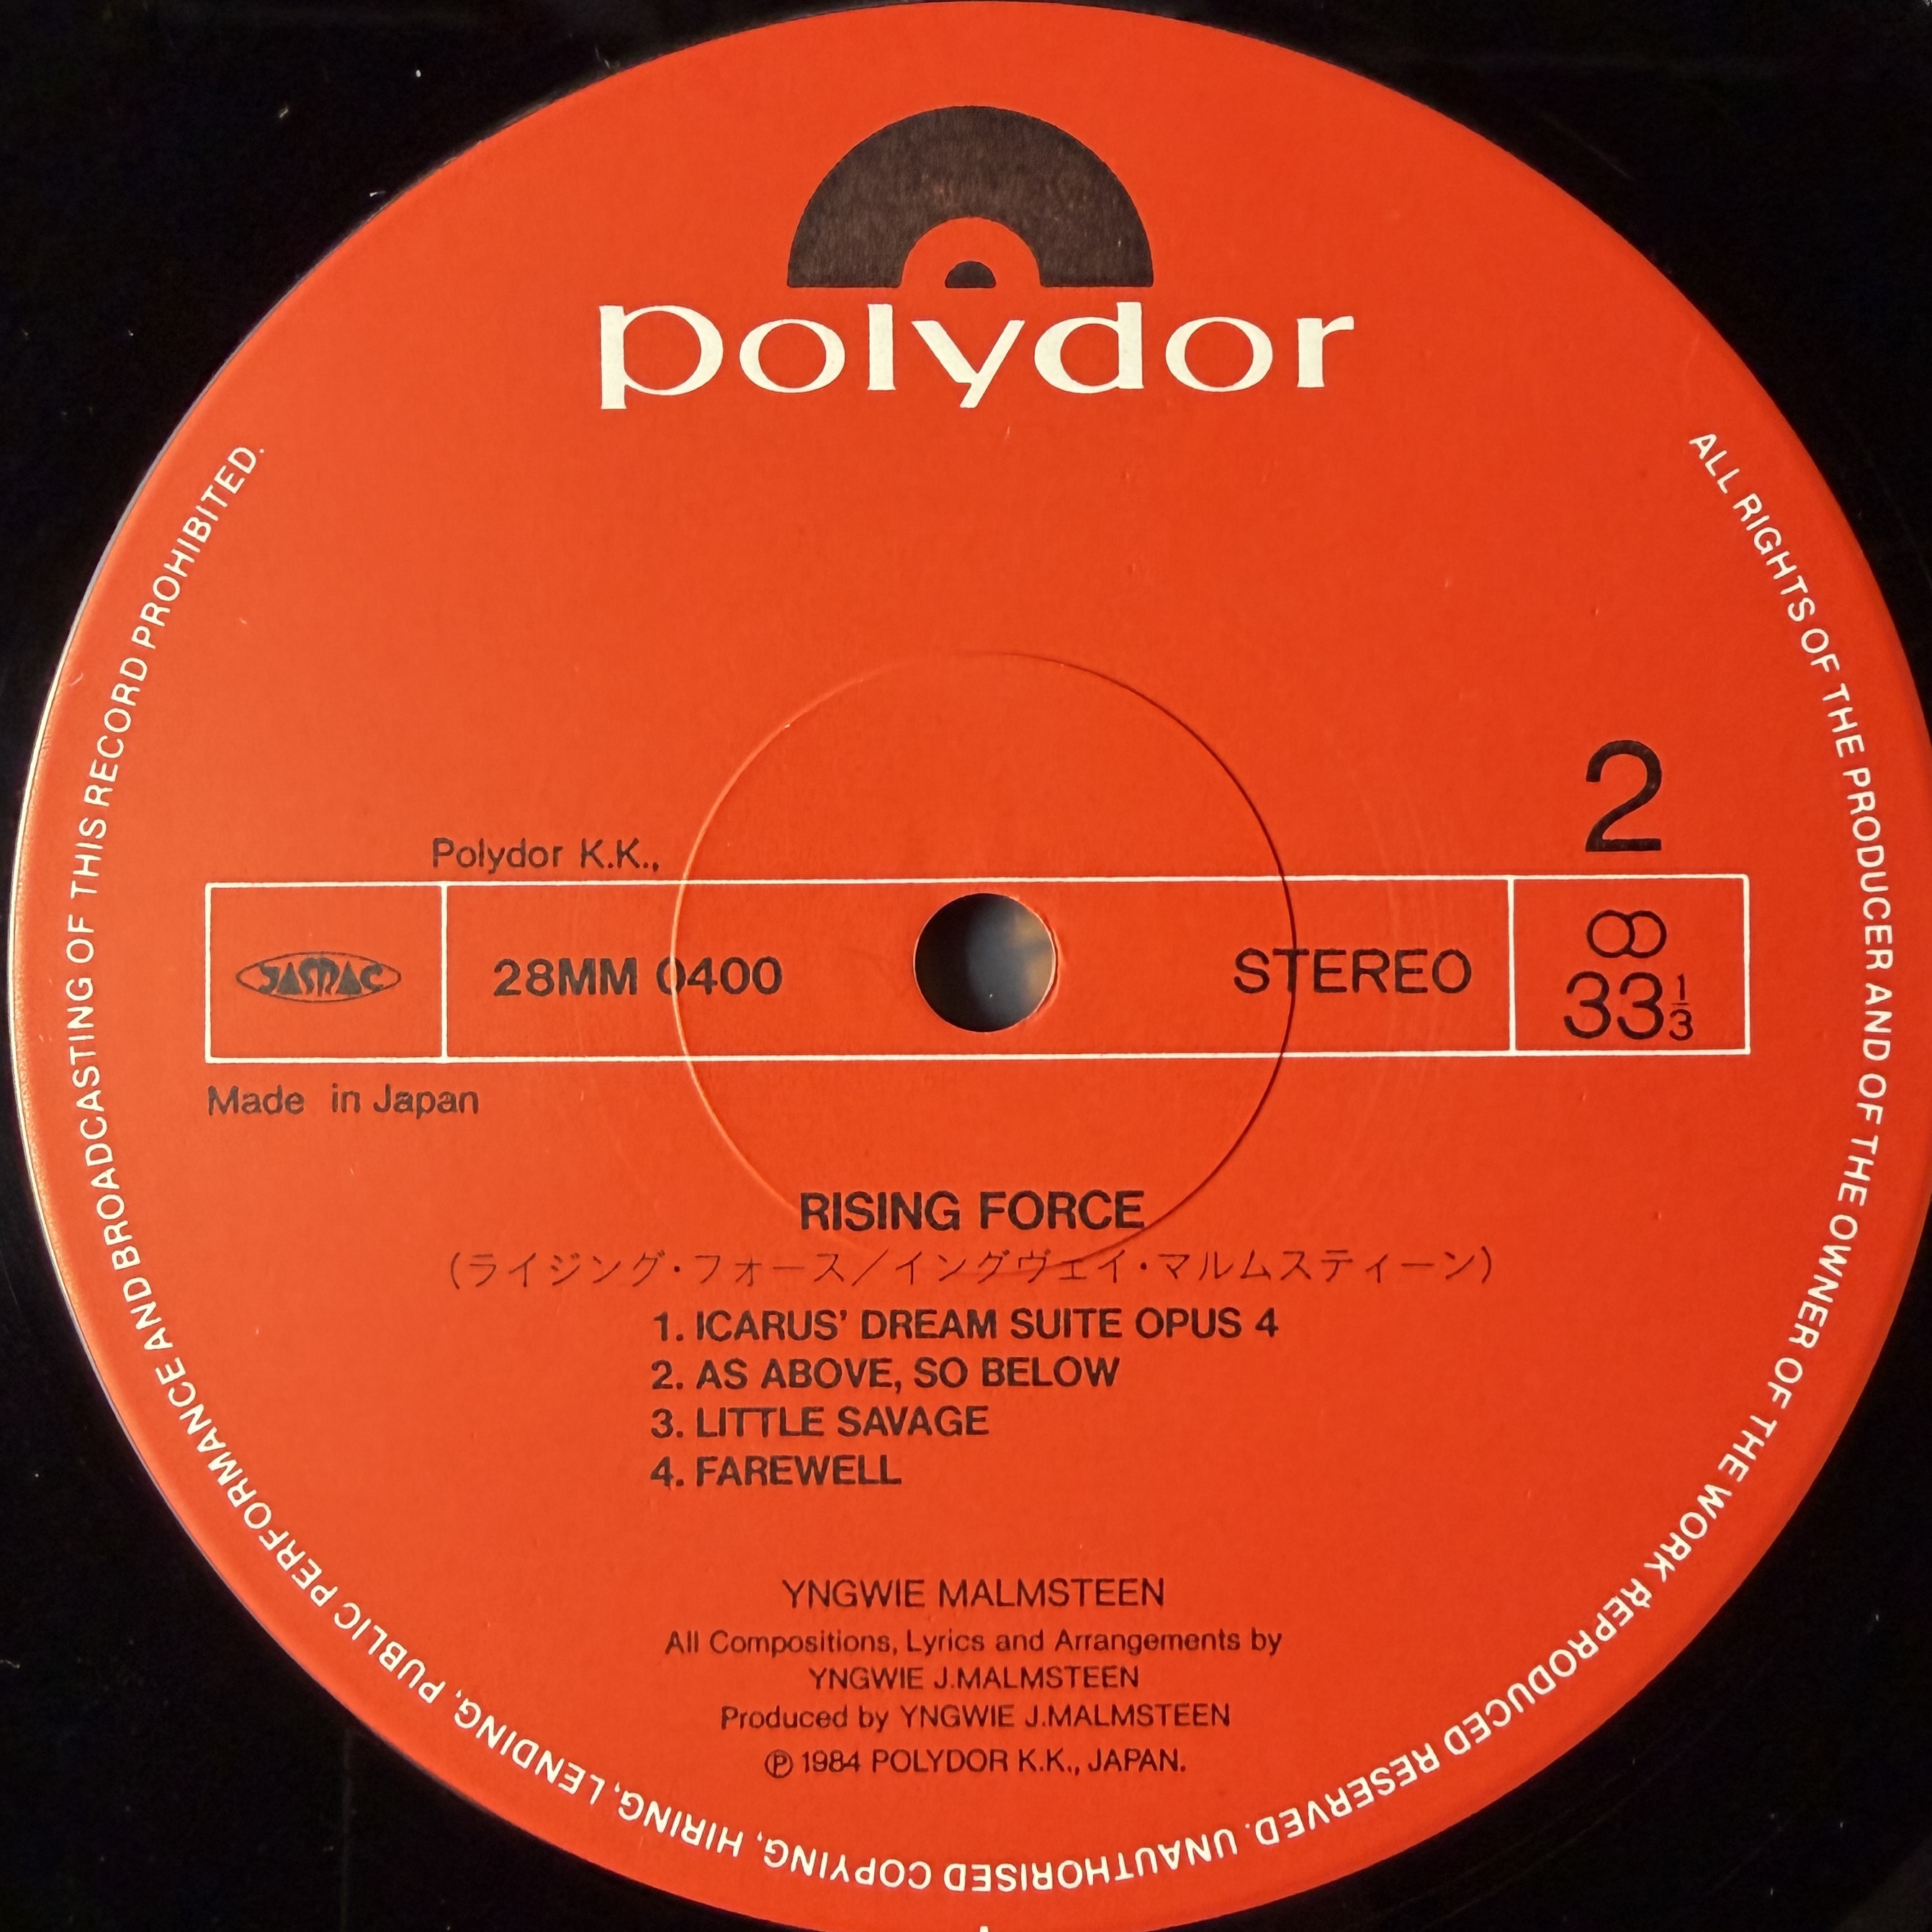 polydor
ALL RIGHTS OF THE PRODUCER AND OF THE OWNER OF THE WORK REPRODUCED RESERVED. UNAUTHORISED COPYING, HIRING, LENDING, PUBLIC PERFORMANCE AND BROADCASTING OF THIS RECORD PROHIBITED.
2
Polydor K.K.,
JASRAC
28MM 0400
STEREO
33 1/3
Made in Japan
RISING FORCE
(ライジング・フォース／イングヴェイ・マルムスティーン)
1. ICARUS' DREAM SUITE OPUS 4
2. AS ABOVE, SO BELOW
3. LITTLE SAVAGE
4. FAREWELL
YNGWIE MALMSTEEN
All Compositions, Lyrics and Arrangements by
YNGWIE J.MALMSTEEN
Produced by YNGWIE J.MALMSTEEN
℗ 1984 POLYDOR K.K., JAPAN.